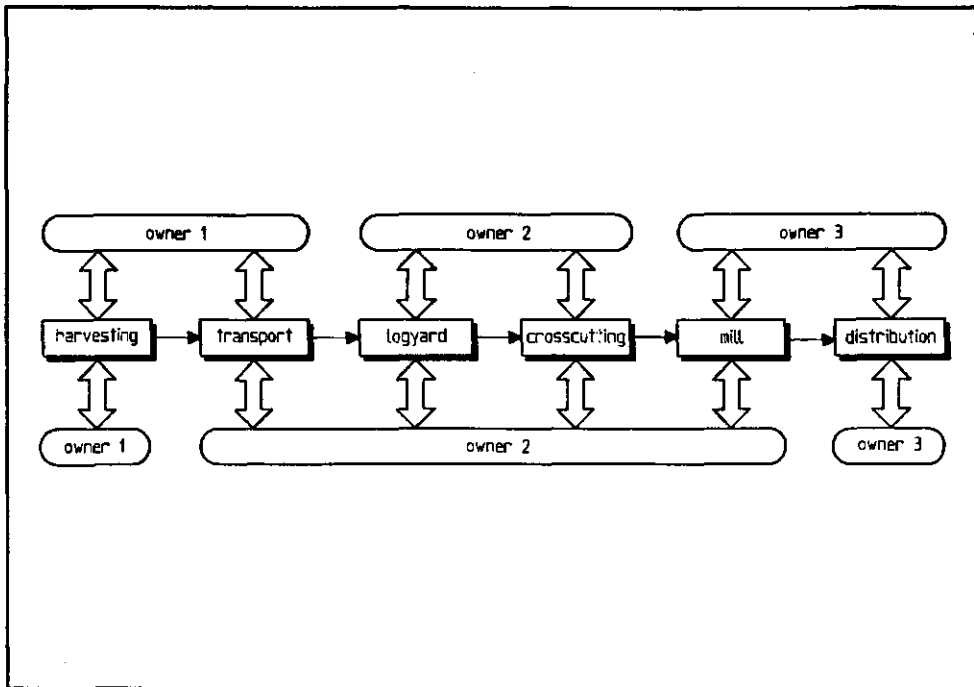 owner 1 owner 2 owner 3
harvesting transport logyard crosscutting mill distribution
owner 1 owner 2 owner 3